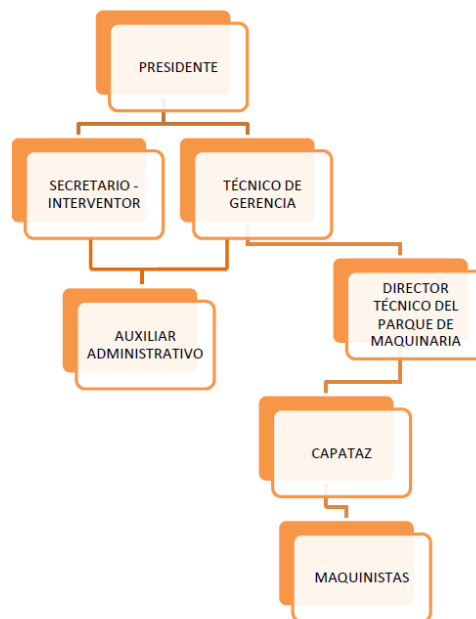 PRESIDENTE
SECRETARIO -
INTERVENTOR
TÉCNICO DE
GERENCIA
AUXILIAR
ADMINISTRATIVO
DIRECTOR
TÉCNICO DEL
PARQUE DE
MAQUINARIA
CAPATAZ
MAQUINISTAS